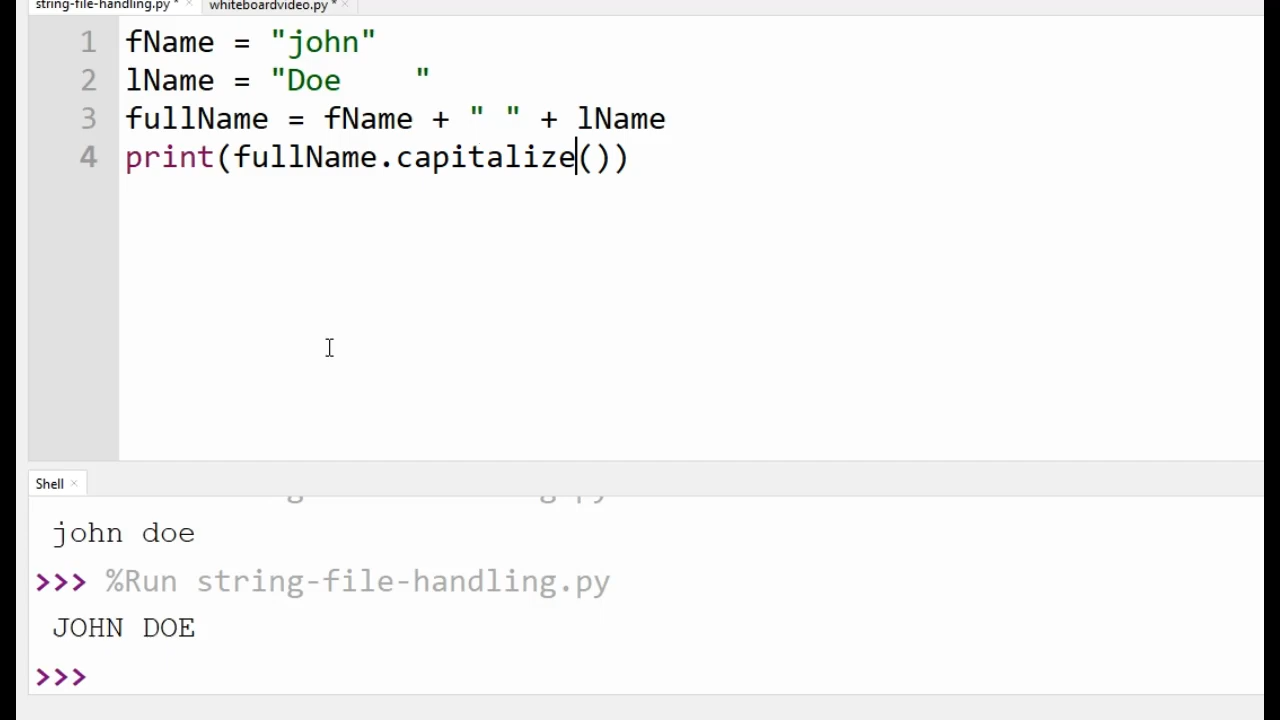 string-file-handling.py * × whiteboardvideo.py * ×
1 fName = "john"
2 lName = "Doe    "
3 fullName = fName + " " + lName
4 print(fullName.capitalize())
Shell ×
john doe
>>> %Run string-file-handling.py
JOHN DOE
>>>